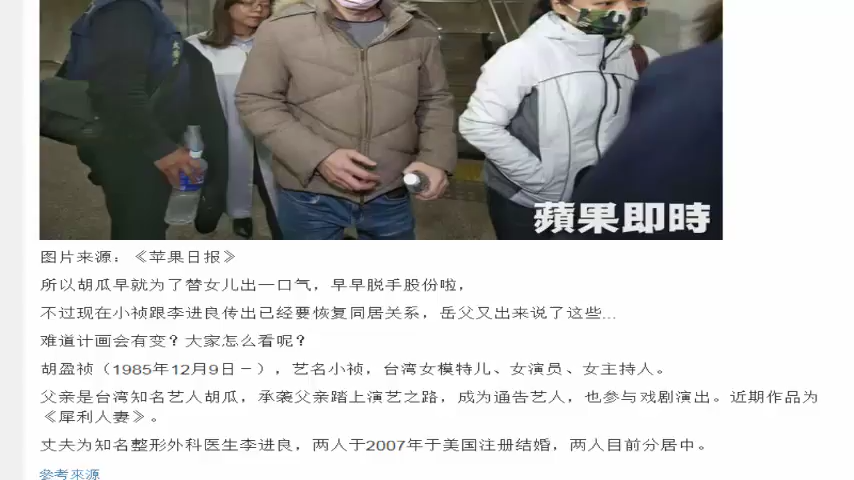 蘋果即時
图片来源：《苹果日报》
所以胡瓜早就为了替女儿出一口气，早早脱手股份啦，
不过现在小祯跟李进良传出已经要恢复同居关系，岳父又出来说了这些...
难道计画会有变？大家怎么看呢？
胡盈祯（1985年12月9日－），艺名小祯，台湾女模特儿、女演员、女主持人。
父亲是台湾知名艺人胡瓜，承袭父亲踏上演艺之路，成为通告艺人，也参与戏剧演出。近期作品为
《犀利人妻》。
丈夫为知名整形外科医生李进良，两人于2007年于美国注册结婚，两人目前分居中。
參考來源